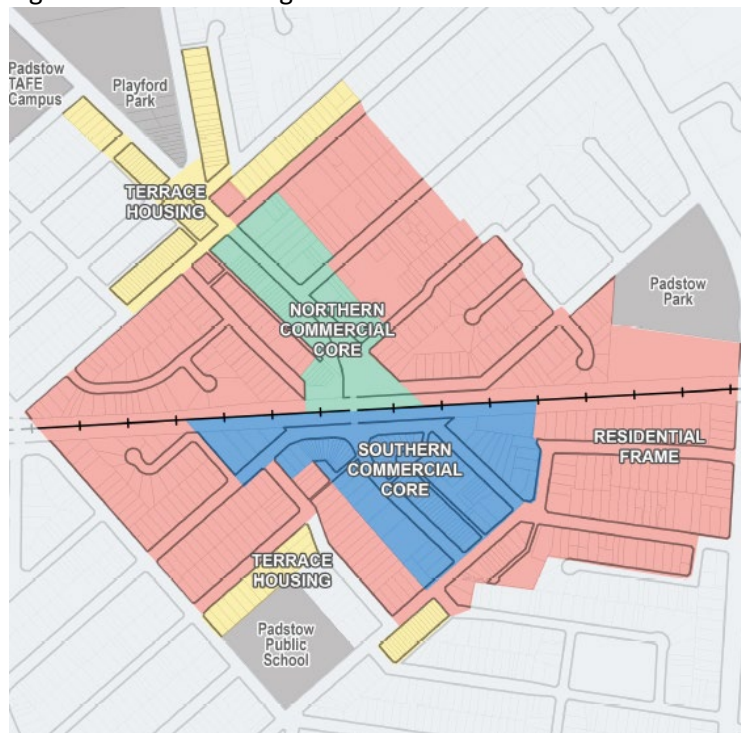 Padstow
TAFE
Campus
Playford
Park
TERRACE
HOUSING
Padstow
Park
NORTHERN
COMMERCIAL
CORE
RESIDENTIAL
FRAME
SOUTHERN
COMMERCIAL
CORE
TERRACE
HOUSING
Padstow
Public
School